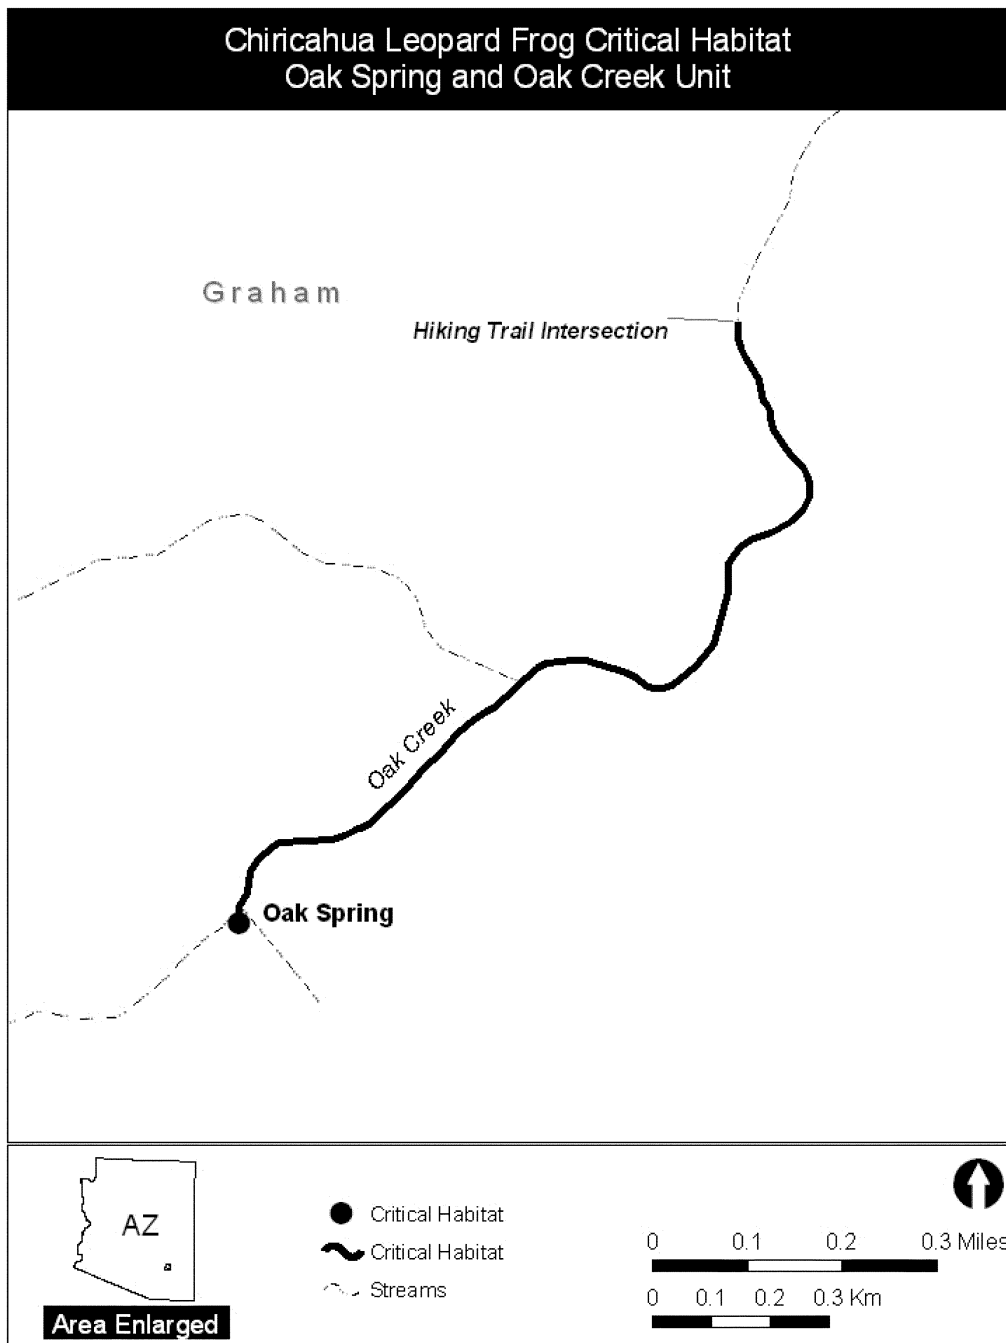 Chiricahua Leopard Frog Critical Habitat
Oak Spring and Oak Creek Unit
Graham
Hiking Trail Intersection
Oak Creek
Oak Spring
AZ
Area Enlarged
Critical Habitat
Critical Habitat
Streams
0 0.1 0.2 0.3 Miles
0 0.1 0.2 0.3 Km